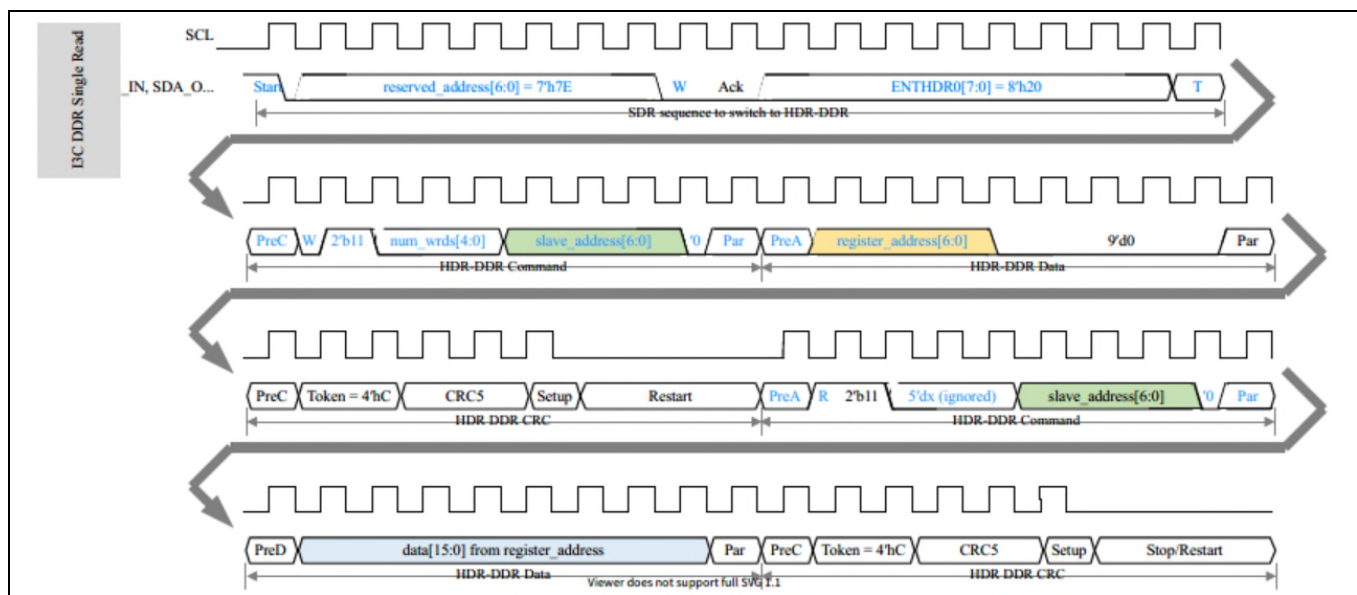 I3C DDR Single Read
SCL
_IN, SDA_O...
Start reserved_address[6:0] = 7'h7E W Ack ENTHDR0[7:0] = 8'h20 T
SDR sequence to switch to HDR-DDR
PreC W 2'b11 num_wrds[4:0] slave_address[6:0] '0 Par PreA register_address[6:0] 9'd0 Par
HDR-DDR Command HDR-DDR Data
PreC Token = 4'hC CRC5 Setup Restart PreA R 2'b11 5'dx (ignored) slave_address[6:0] '0 Par
HDR DDR CRC HDR-DDR Command
PreD data[15:0] from register_address Par PreC Token = 4'hC CRC5 Setup Stop/Restart
HDR-DDR Data HDR DDR CRC
Viewer does not support full SVG 1.1